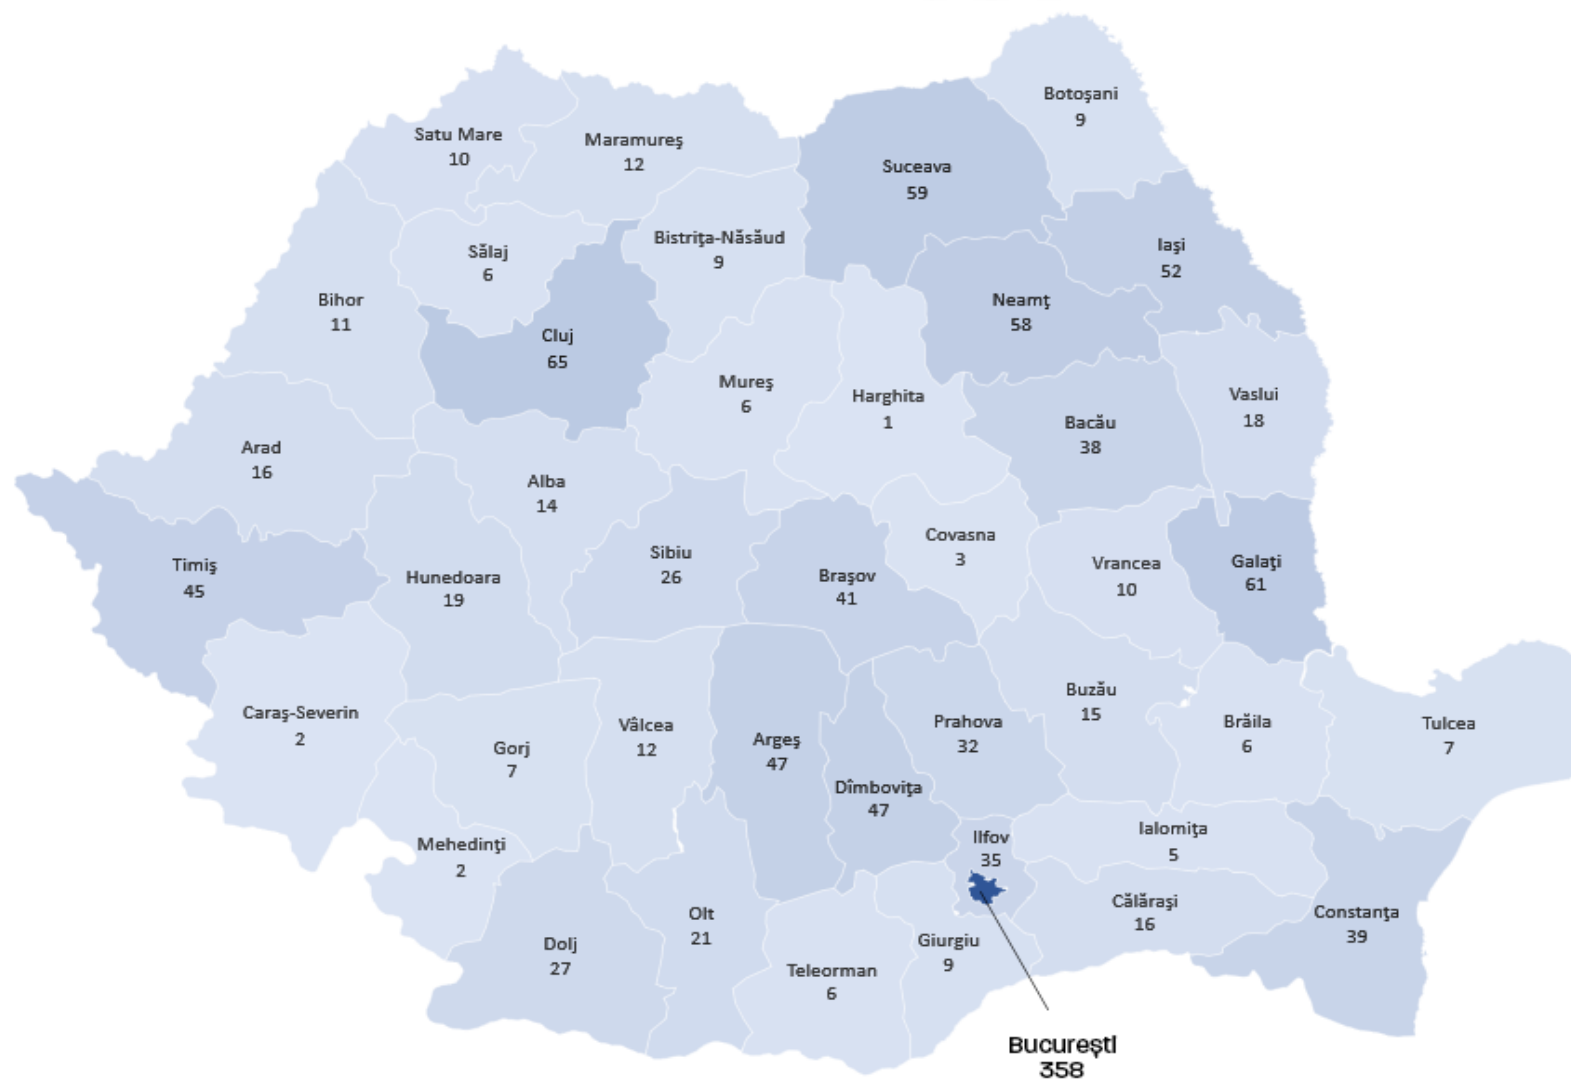 Botoşani
9
Satu Mare
10
Maramureş
12
Suceava
59
Bistriţa-Năsăud
9
Iaşi
52
Sălaj
6
Bihor
11
Neamţ
58
Cluj
65
Mureş
6
Harghita
1
Vaslui
18
Bacău
38
Arad
16
Alba
14
Covasna
3
Sibiu
26
Timiş
45
Hunedoara
19
Braşov
41
Vrancea
10
Galaţi
61
Buzău
15
Caraş-Severin
2
Vâlcea
12
Prahova
32
Brăila
6
Tulcea
7
Argeş
47
Gorj
7
Dîmboviţa
47
Ialomiţa
5
Ilfov
35
Mehedinţi
2
Călăraşi
16
Constanţa
39
Olt
21
Dolj
27
Giurgiu
9
Teleorman
6
București
358